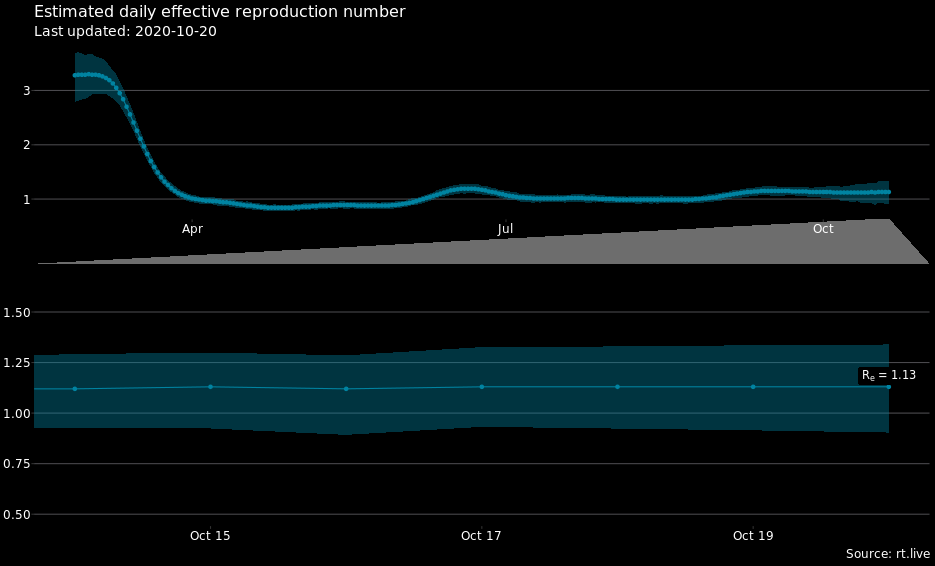 Estimated daily effective reproduction number
Last updated: 2020-10-20
3
2
1
Apr Jul Oct
1.50
1.25
Re = 1.13
1.00
0.75
0.50
Oct 15 Oct 17 Oct 19
Source: rt.live